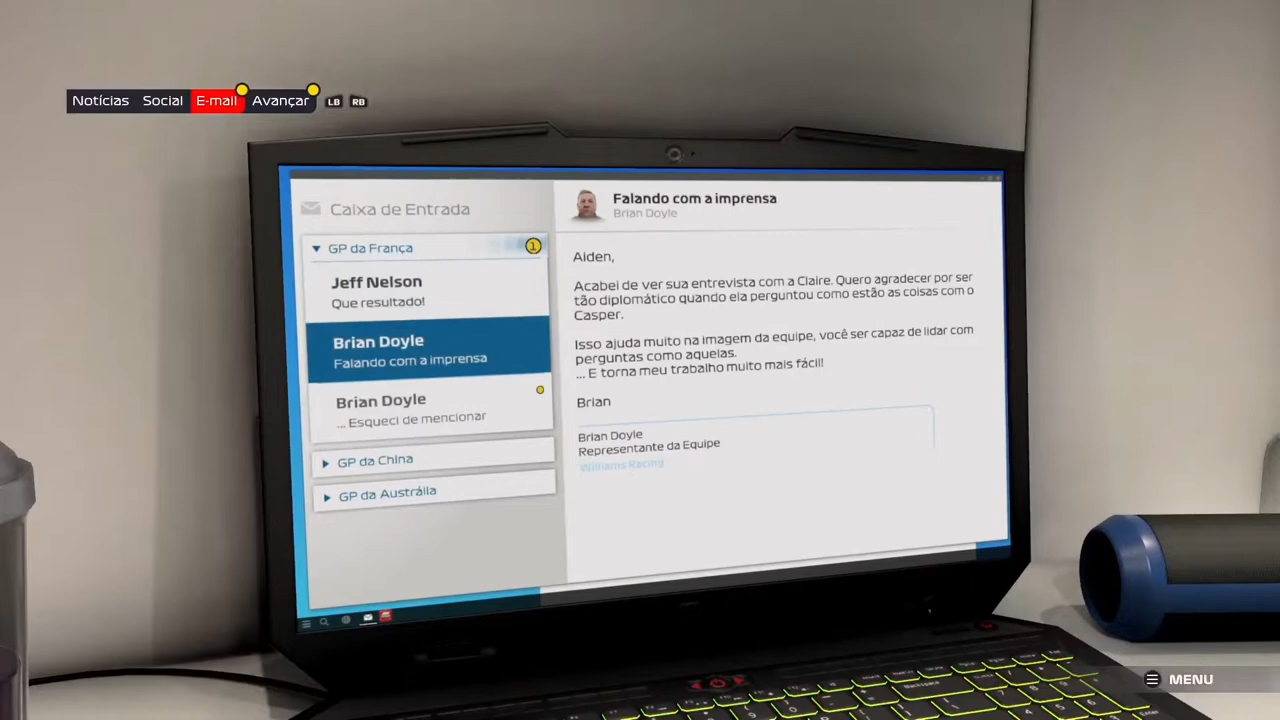 Notícias Social E-mail Avançar LB RB
Caixa de Entrada
GP da França 1
Jeff Nelson
Que resultado!
Brian Doyle
Falando com a imprensa
Brian Doyle
... Esqueci de mencionar
GP da China
GP da Austrália
Falando com a imprensa
Brian Doyle
Aiden,
Acabei de ver sua entrevista com a Claire. Quero agradecer por ser
tão diplomático quando ela perguntou como estão as coisas com o
Casper.
Isso ajuda muito na imagem da equipe, você ser capaz de lidar com
perguntas como aquelas.
... E torna meu trabalho muito mais fácil!
Brian
Brian Doyle
Representante da Equipe
Williams Racing
MENU